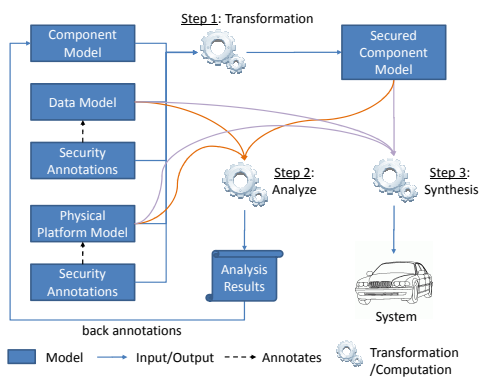 Step 1: Transformation
Component
Model
Secured
Component
Model
Data Model
Security
Annotations
Step 2:
Analyze
Step 3:
Synthesis
Physical
Platform Model
Security
Annotations
Analysis
Results
System
back annotations
Model
Input/Output
Annotates
Transformation
/Computation